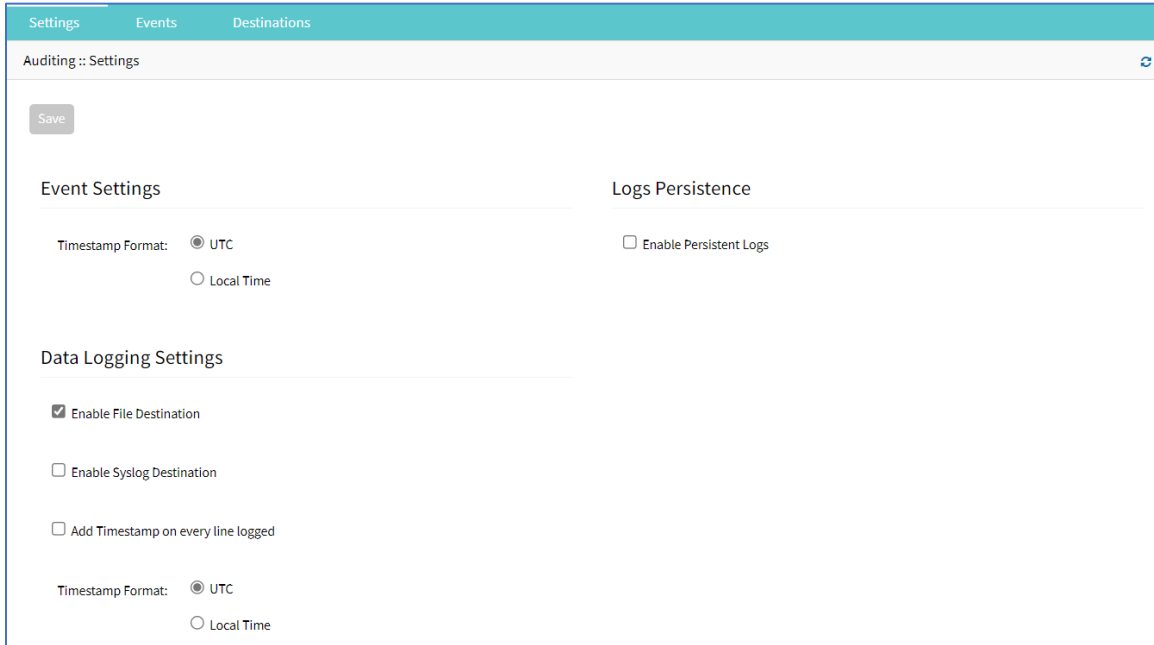 Settings Events Destinations
Auditing :: Settings
Save
Event Settings
Timestamp Format: UTC
Local Time
Logs Persistence
Enable Persistent Logs
Data Logging Settings
Enable File Destination
Enable Syslog Destination
Add Timestamp on every line logged
Timestamp Format: UTC
Local Time